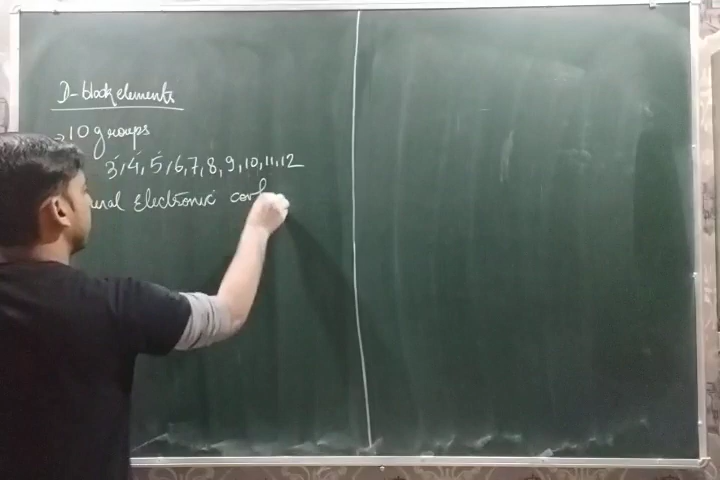 D-block elements
→ 10 groups
3, 4, 5, 6, 7, 8, 9, 10, 11, 12
Electronic